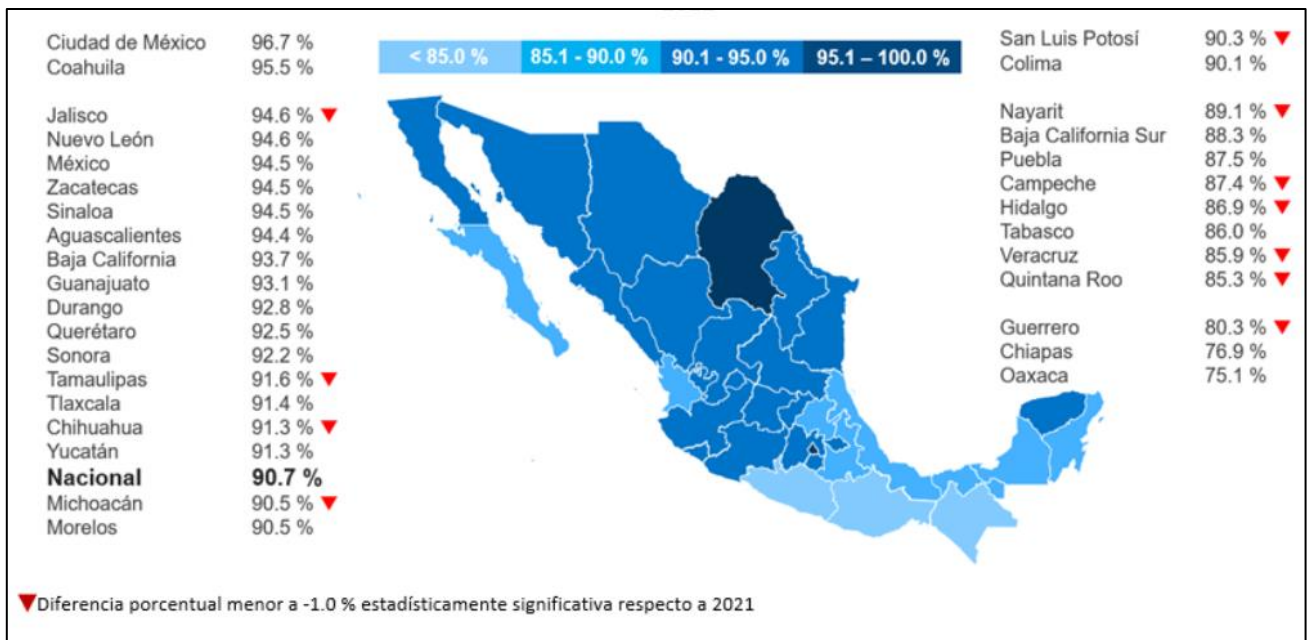 Ciudad de México 96.7 %
Coahuila 95.5 %
Jalisco 94.6 % ▼
Nuevo León 94.6 %
México 94.5 %
Zacatecas 94.5 %
Sinaloa 94.5 %
Aguascalientes 94.4 %
Baja California 93.7 %
Guanajuato 93.1 %
Durango 92.8 %
Querétaro 92.5 %
Sonora 92.2 %
Tamaulipas 91.6 % ▼
Tlaxcala 91.4 %
Chihuahua 91.3 % ▼
Yucatán 91.3 %
Nacional 90.7 %
Michoacán 90.5 % ▼
Morelos 90.5 %
< 85.0 % 85.1 - 90.0 % 90.1 - 95.0 % 95.1 – 100.0 %
San Luis Potosí 90.3 % ▼
Colima 90.1 %
Nayarit 89.1 % ▼
Baja California Sur 88.3 %
Puebla 87.5 %
Campeche 87.4 % ▼
Hidalgo 86.9 % ▼
Tabasco 86.0 %
Veracruz 85.9 % ▼
Quintana Roo 85.3 % ▼
Guerrero 80.3 % ▼
Chiapas 76.9 %
Oaxaca 75.1 %
▼Diferencia porcentual menor a -1.0 % estadísticamente significativa respecto a 2021